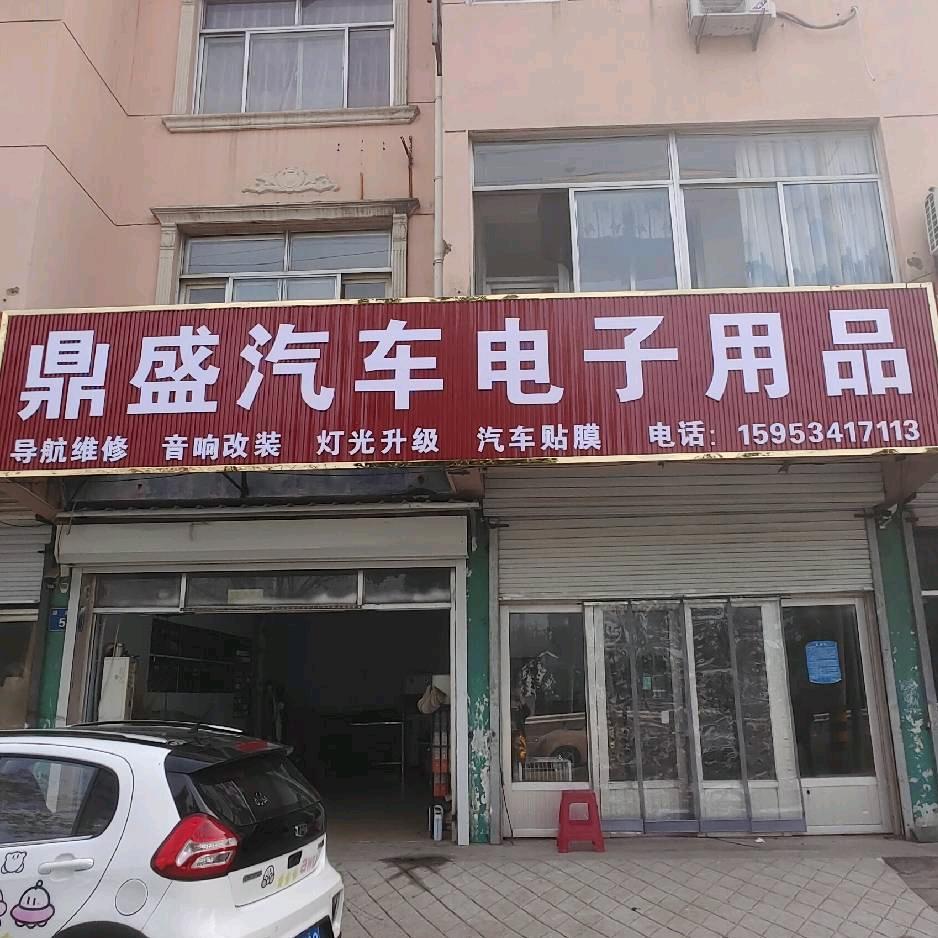 鼎盛汽车电子用品
导航维修 音响改装 灯光升级 汽车贴膜 电话：15953417113
5